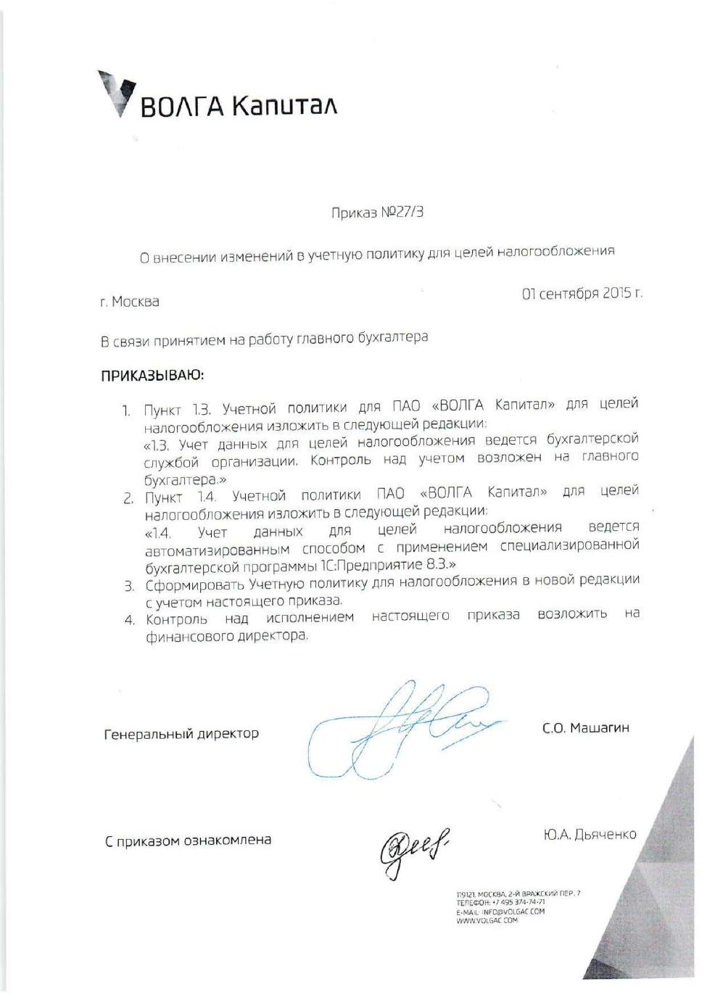 ВОЛГА Капитал
Приказ №27/3
О внесении изменений в учетную политику для целей налогообложения
г. Москва
01 сентября 2015 г.
В связи принятием на работу главного бухгалтера
ПРИКАЗЫВАЮ:
1. Пункт 1.3. Учетной политики для ПАО «ВОЛГА Капитал» для целей
налогообложения изложить в следующей редакции:
«1.3. Учет данных для целей налогообложения ведется бухгалтерской
службой организации. Контроль над учетом возложен на главного
бухгалтера.»
2. Пункт 1.4. Учетной политики ПАО «ВОЛГА Капитал» для целей
налогообложения изложить в следующей редакции:
«1.4. Учет данных для целей налогообложения ведется
автоматизированным способом с применением специализированной
бухгалтерской программы 1С:Предприятие 8.3.»
3. Сформировать Учетную политику для налогообложения в новой редакции
с учетом настоящего приказа.
4. Контроль над исполнением настоящего приказа возложить на
финансового директора.
Генеральный директор
С.О. Машагин
С приказом ознакомлена
Ю.А. Дьяченко
119121, МОСКВА, 2-Й ВРАЖСКИЙ ПЕР. 7
ТЕЛЕФОН: +7 495 374-74-71
E-MAIL: INFO@VOLGAC.COM
WWW.VOLGAC.COM